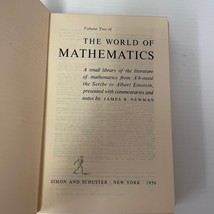 Volume Two of
THE WORLD OF
MATHEMATICS
A small library of the literature
of mathematics from A'h-mosé
the Scribe to Albert Einstein,
presented with commentaries and
notes by JAMES R. NEWMAN
SIMON AND SCHUSTER · NEW YORK · 1956